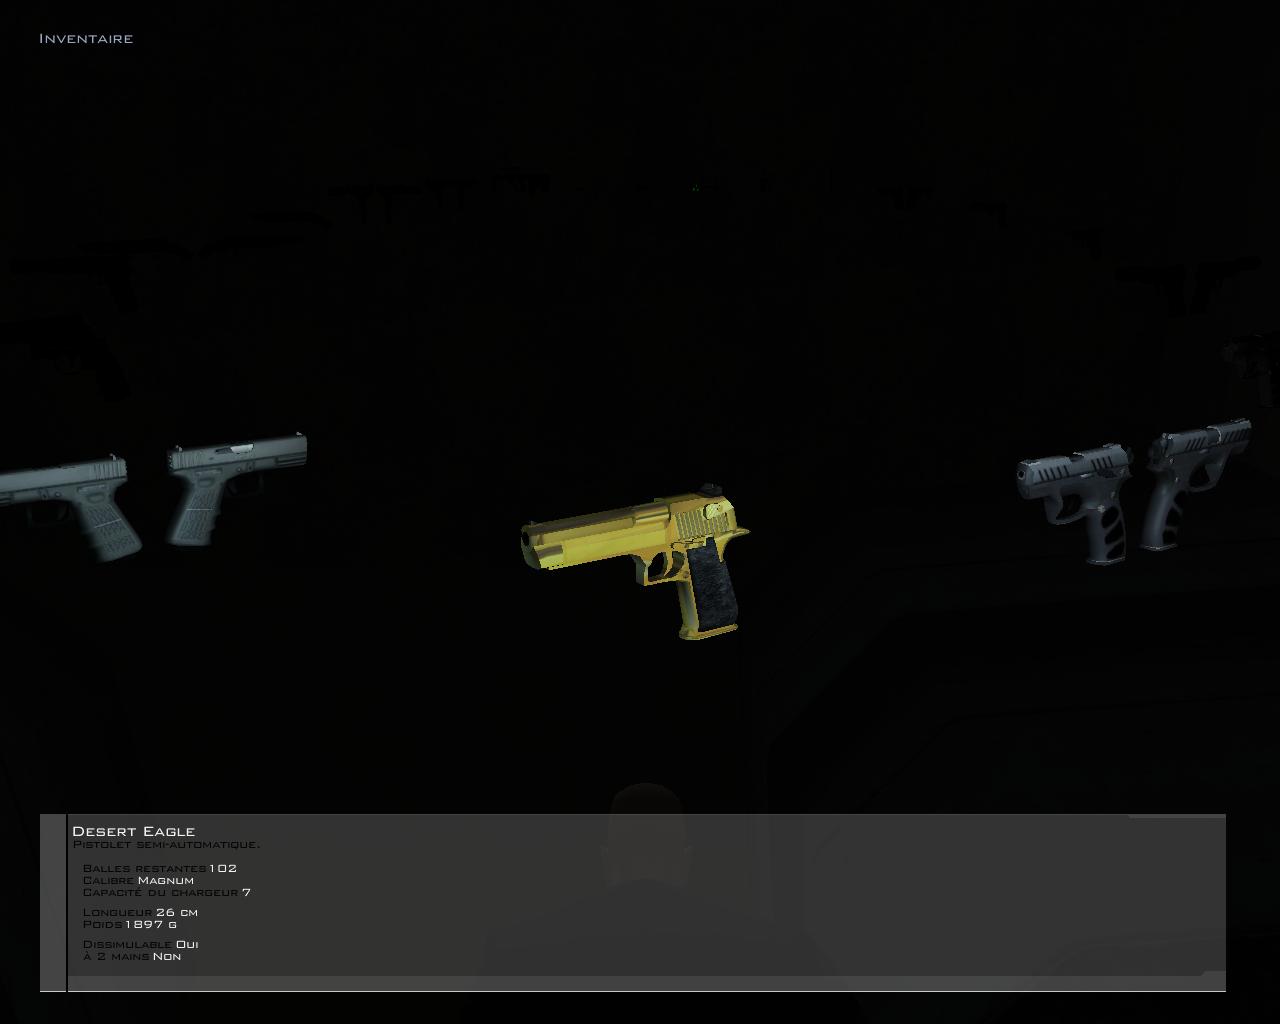 Inventaire
Desert Eagle
Pistolet semi-automatique.
Balles restantes 102
Calibre Magnum
Capacité du chargeur 7
Longueur 26 cm
Poids 1897 g
Dissimulable Oui
À 2 mains Non